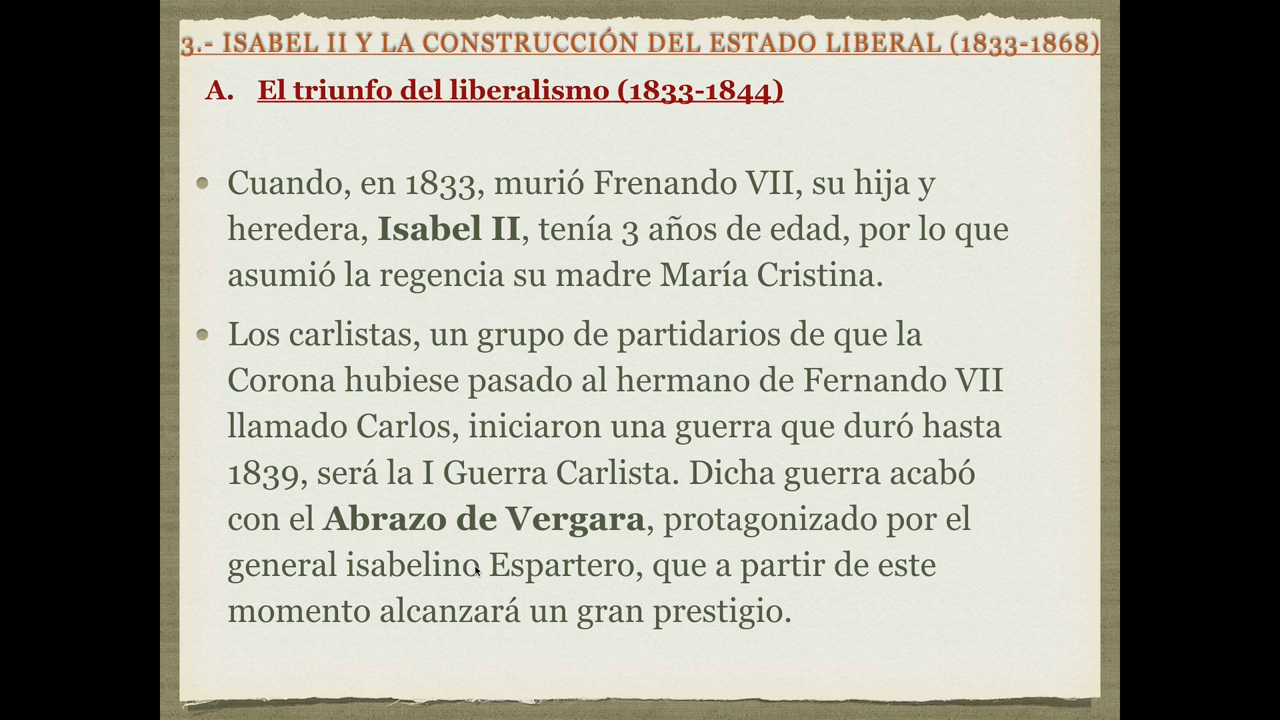 3.- ISABEL II Y LA CONSTRUCCIÓN DEL ESTADO LIBERAL (1833-1868)
A. El triunfo del liberalismo (1833-1844)
• Cuando, en 1833, murió Frenando VII, su hija y
heredera, Isabel II, tenía 3 años de edad, por lo que
asumió la regencia su madre María Cristina.
• Los carlistas, un grupo de partidarios de que la
Corona hubiese pasado al hermano de Fernando VII
llamado Carlos, iniciaron una guerra que duró hasta
1839, será la I Guerra Carlista. Dicha guerra acabó
con el Abrazo de Vergara, protagonizado por el
general isabelino Espartero, que a partir de este
momento alcanzará un gran prestigio.